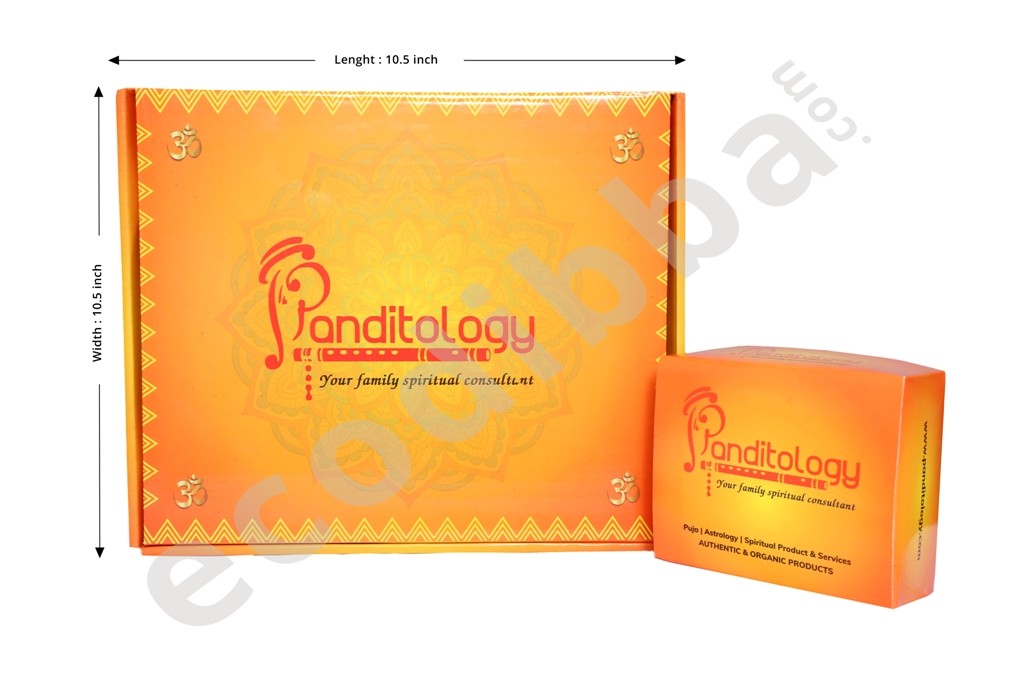 Lenght : 10.5 inch
Width : 10.5 inch
ॐ
ॐ
Panditology
Your family spiritual consultant
ॐ
ॐ
Panditology
Your family spiritual consultant
Puja | Astrology | Spiritual Product & Services
AUTHENTIC & ORGANIC PRODUCTS
www.panditology.com
ecodibba.com